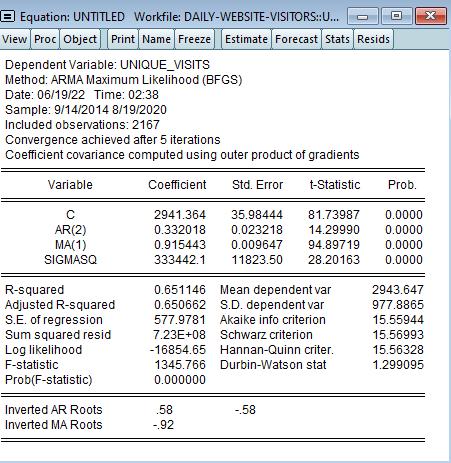 Equation: UNTITLED Workfile: DAILY-WEBSITE-VISITORS::U...
View Proc Object Print Name Freeze Estimate Forecast Stats Resids
Dependent Variable: UNIQUE_VISITS
Method: ARMA Maximum Likelihood (BFGS)
Date: 06/19/22 Time: 02:38
Sample: 9/14/2014 8/19/2020
Included observations: 2167
Convergence achieved after 5 iterations
Coefficient covariance computed using outer product of gradients
Variable Coefficient Std. Error t-Statistic Prob.
C 2941.364 35.98444 81.73987 0.0000
AR(2) 0.332018 0.023218 14.29990 0.0000
MA(1) 0.915443 0.009647 94.89719 0.0000
SIGMASQ 333442.1 11823.50 28.20163 0.0000
R-squared 0.651146 Mean dependent var 2943.647
Adjusted R-squared 0.650662 S.D. dependent var 977.8865
S.E. of regression 577.9781 Akaike info criterion 15.55944
Sum squared resid 7.23E+08 Schwarz criterion 15.56993
Log likelihood -16854.65 Hannan-Quinn criter. 15.56328
F-statistic 1345.766 Durbin-Watson stat 1.299095
Prob(F-statistic) 0.000000
Inverted AR Roots .58 -.58
Inverted MA Roots -.92